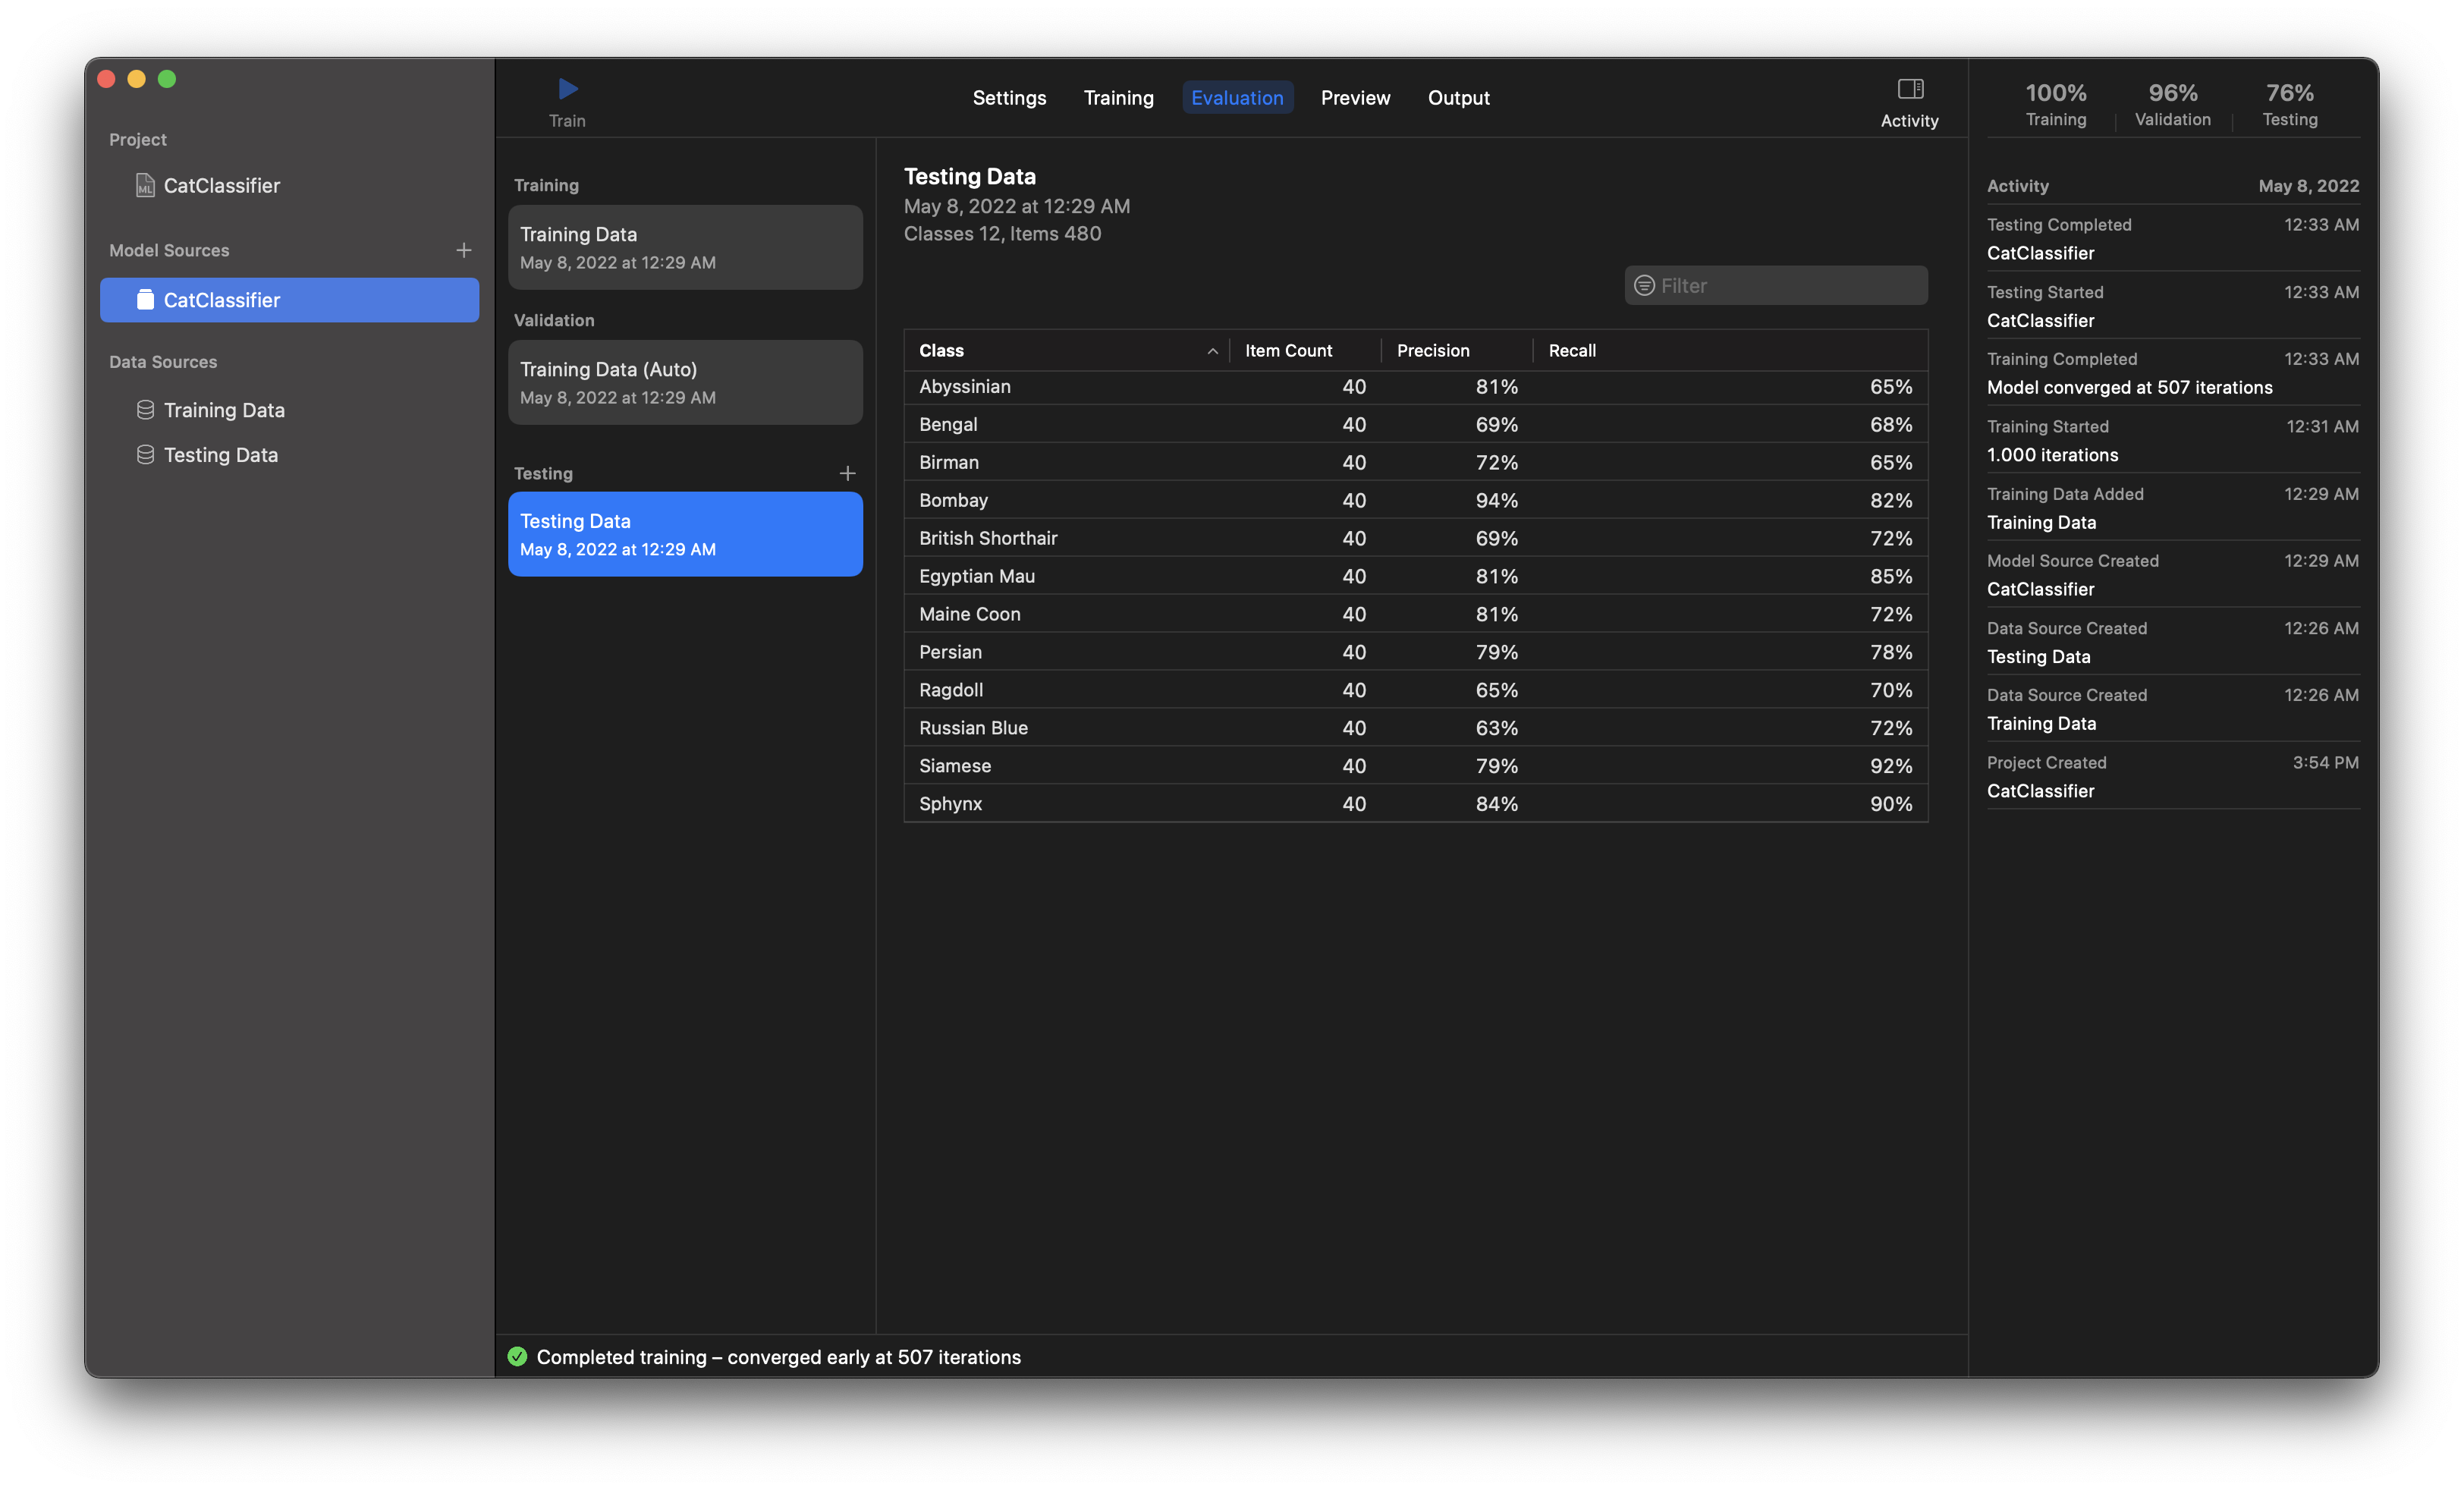 Project
CatClassifier
Model Sources
CatClassifier
Data Sources
Training Data
Testing Data
Train
Settings Training Evaluation Preview Output
Activity
Training
Training Data
May 8, 2022 at 12:29 AM
Validation
Training Data (Auto)
May 8, 2022 at 12:29 AM
Testing
Testing Data
May 8, 2022 at 12:29 AM
Testing Data
May 8, 2022 at 12:29 AM
Classes 12, Items 480
Filter
Class Item Count Precision Recall
Abyssinian 40 81% 65%
Bengal 40 69% 68%
Birman 40 72% 65%
Bombay 40 94% 82%
British Shorthair 40 69% 72%
Egyptian Mau 40 81% 85%
Maine Coon 40 81% 72%
Persian 40 79% 78%
Ragdoll 40 65% 70%
Russian Blue 40 63% 72%
Siamese 40 79% 92%
Sphynx 40 84% 90%
Completed training – converged early at 507 iterations
100% 96% 76%
Training Validation Testing
Activity May 8, 2022
Testing Completed 12:33 AM
CatClassifier
Testing Started 12:33 AM
CatClassifier
Training Completed 12:33 AM
Model converged at 507 iterations
Training Started 12:31 AM
1.000 iterations
Training Data Added 12:29 AM
Training Data
Model Source Created 12:29 AM
CatClassifier
Data Source Created 12:26 AM
Testing Data
Data Source Created 12:26 AM
Training Data
Project Created 3:54 PM
CatClassifier